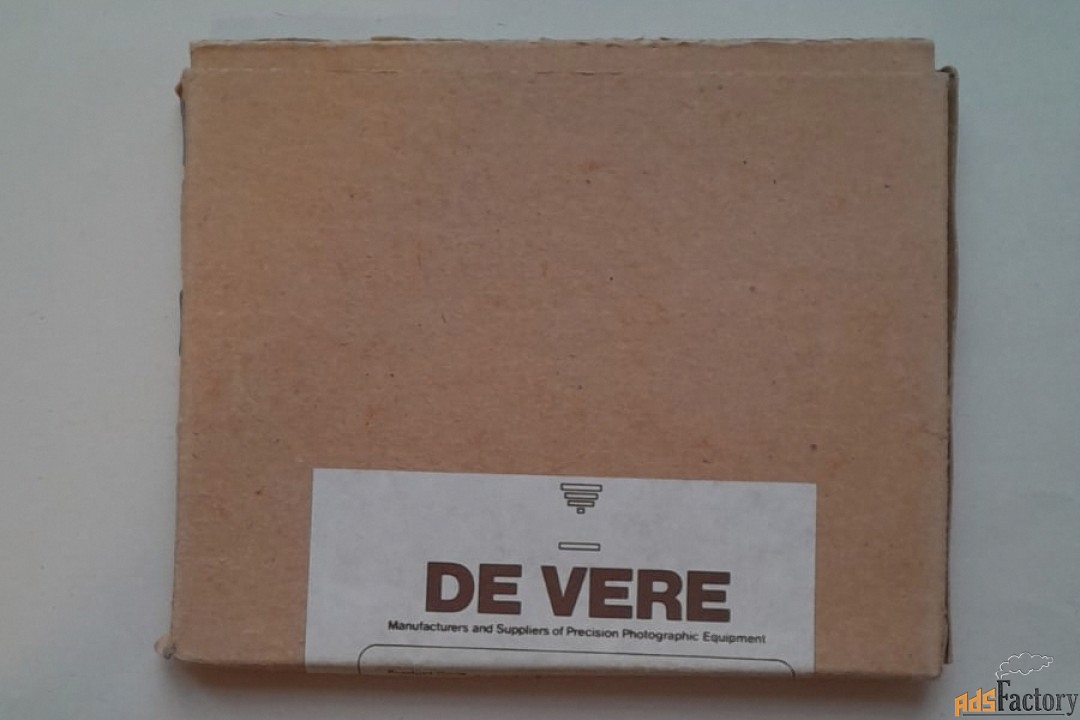 DE VERE
Manufacturers and Suppliers of Precision Photographic Equipment
AdsFactory